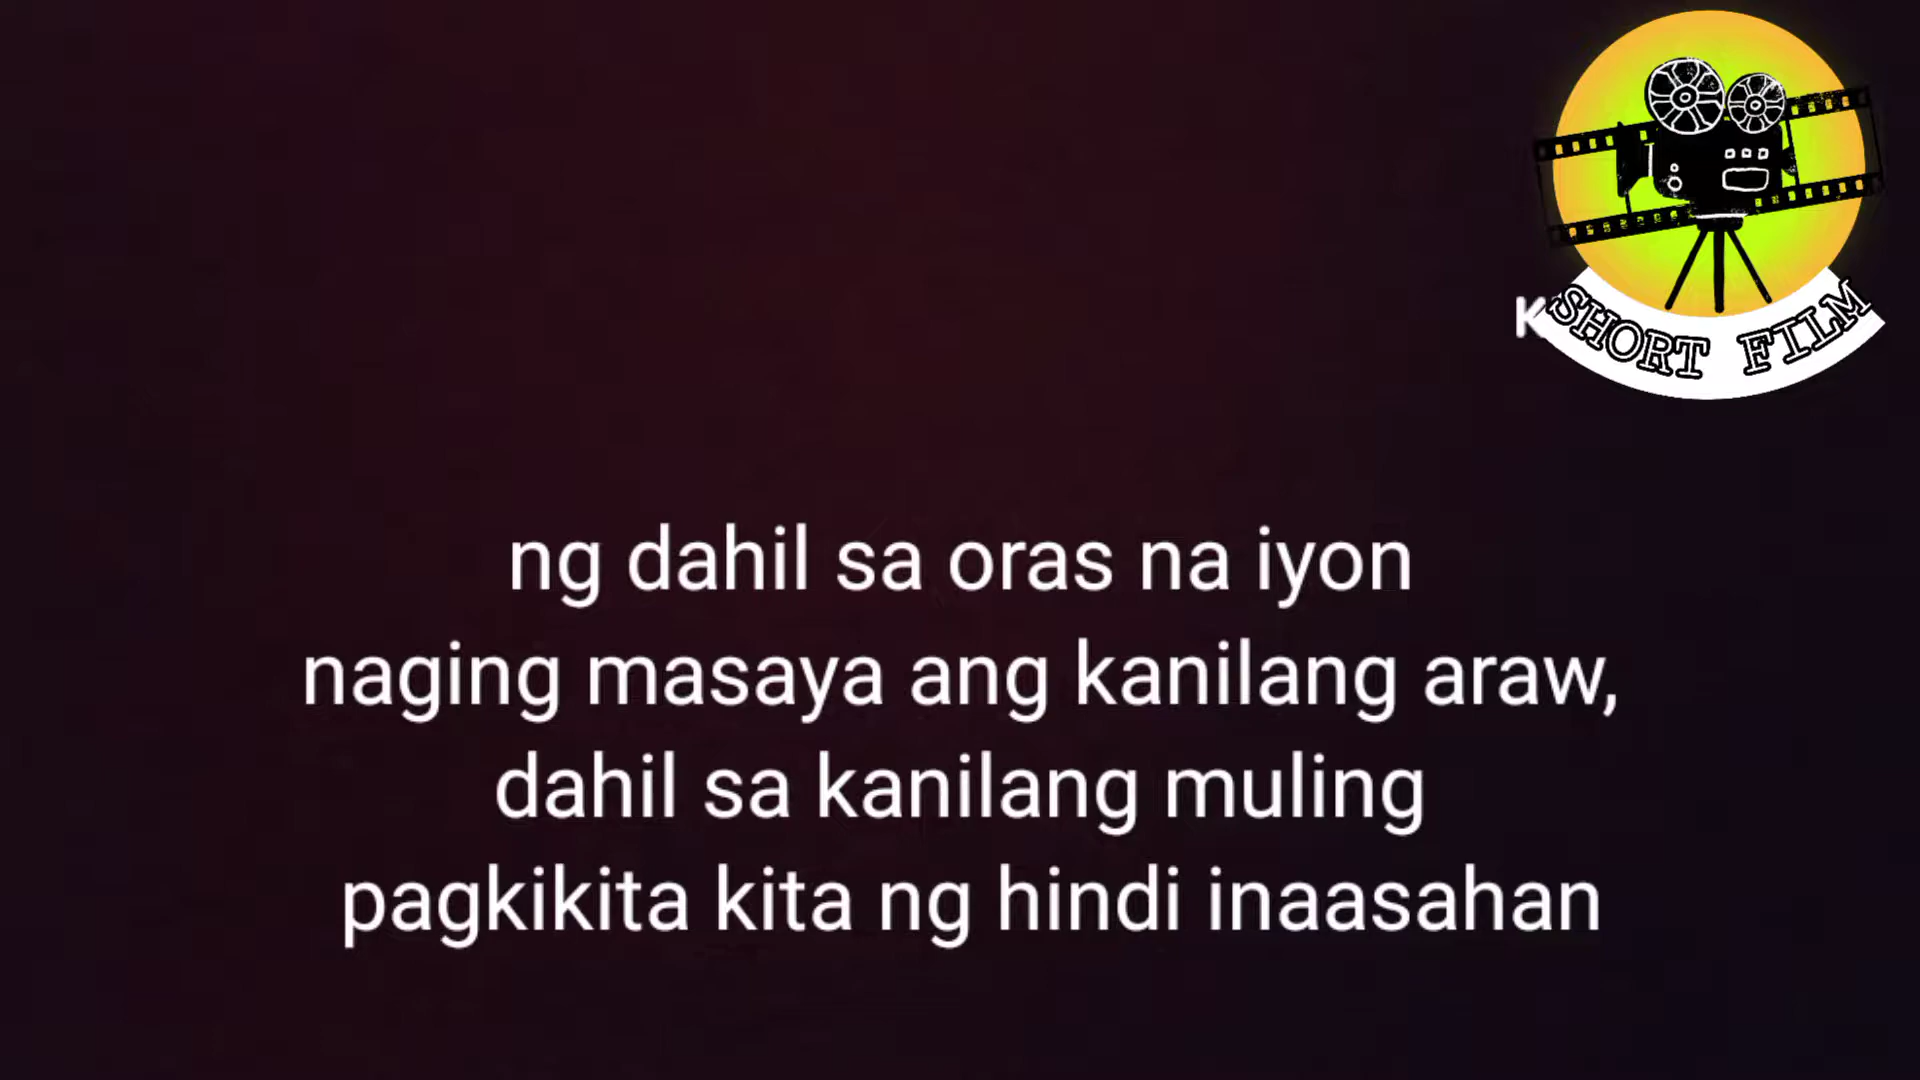 SHORT FILM
ng dahil sa oras na iyon
naging masaya ang kanilang araw,
dahil sa kanilang muling
pagkikita kita ng hindi inaasahan